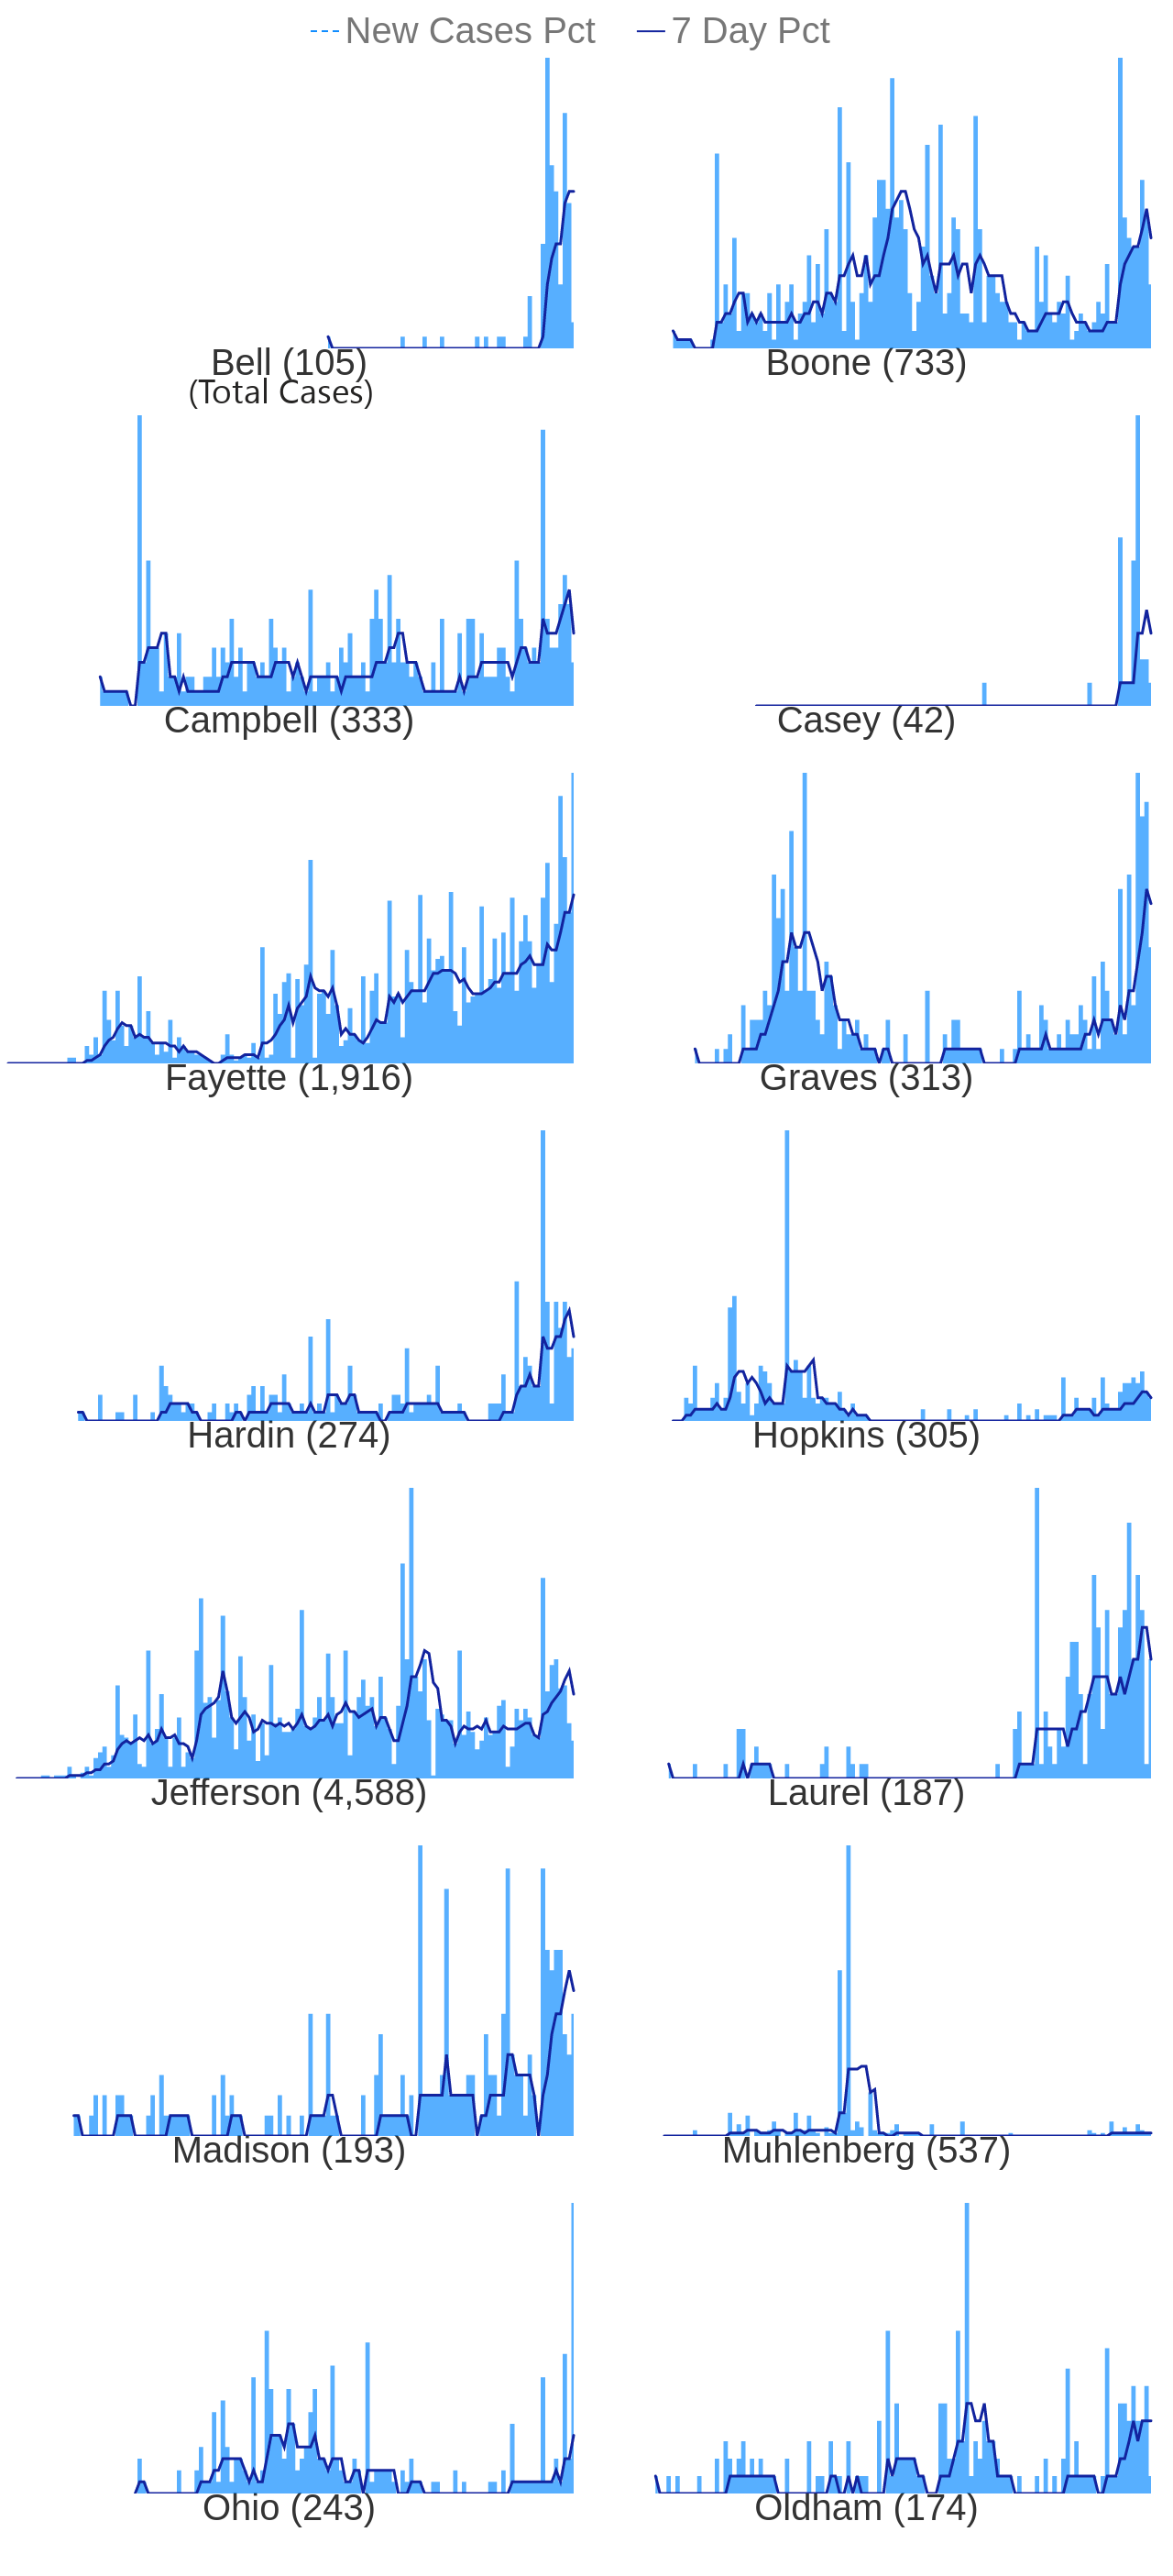 New Cases Pct 7 Day Pct
Bell (105) Boone (733)
(Total Cases)
Campbell (333) Casey (42)
Fayette (1,916) Graves (313)
Hardin (274) Hopkins (305)
Jefferson (4,588) Laurel (187)
Madison (193) Muhlenberg (537)
Ohio (243) Oldham (174)